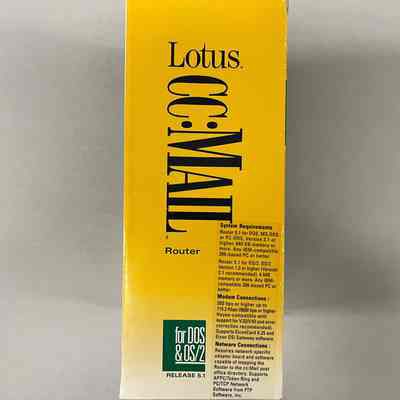 Lotus
cc:MAIL
Router
for DOS
& OS/2
RELEASE 5.1
System Requirements
Router 5.1 for DOS, MS-DOS
or PC-DOS, Version 3.1 or
higher. 640 KB memory or
more. Any IBM-compatible
286-based PC or better
Router 5.1 for OS/2. OS/2
Version 1.3 or higher (Version
2.1 recommended). 4 MB
memory or more. Any IBM-
compatible 386-based PC or
better
Modem Connections :
300 bps or higher up to
115.2 Kbps (9600 bps or higher
Hayes-compatible with
support for V.32/V.42 and error
correction recommended).
Supports EiconCard X.25 and
Eicon OSI Gateway software.
Network Connections :
Requires network-specific
adapter board and software
capable of mapping the
Router to the cc:Mail post
office directory. Supports
APPC/Token Ring and
PC/TCP Network
Software from FTP
Software, Inc.